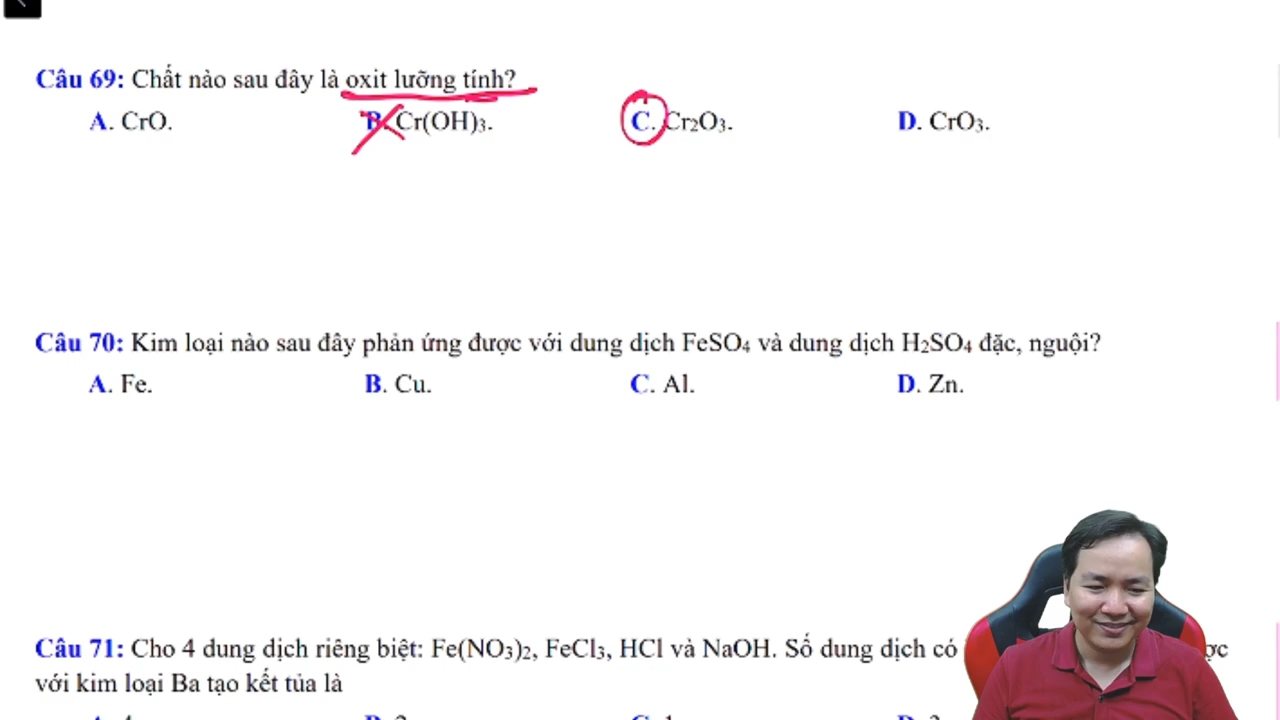 Câu 69: Chất nào sau đây là oxit lưỡng tính?
A. CrO. B. Cr(OH)₃. C. Cr₂O₃. D. CrO₃.
Câu 70: Kim loại nào sau đây phản ứng được với dung dịch FeSO₄ và dung dịch H₂SO₄ đặc, nguội?
A. Fe. B. Cu. C. Al. D. Zn.
Câu 71: Cho 4 dung dịch riêng biệt: Fe(NO₃)₂, FeCl₃, HCl và NaOH. Số dung dịch có
với kim loại Ba tạo kết tủa là